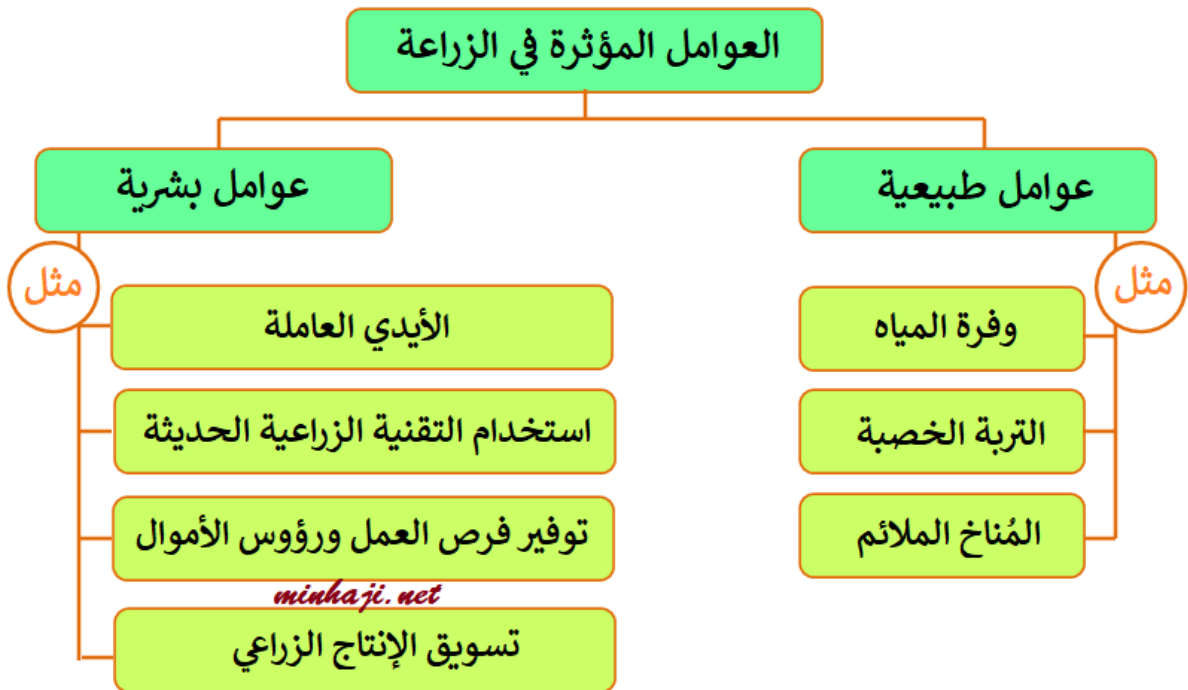 العوامل المؤثرة في الزراعة
عوامل طبيعية
مثل
وفرة المياه
التربة الخصبة
المُناخ الملائم
عوامل بشرية
مثل
الأيدي العاملة
استخدام التقنية الزراعية الحديثة
توفير فرص العمل ورؤوس الأموال
minhaji.net
تسويق الإنتاج الزراعي